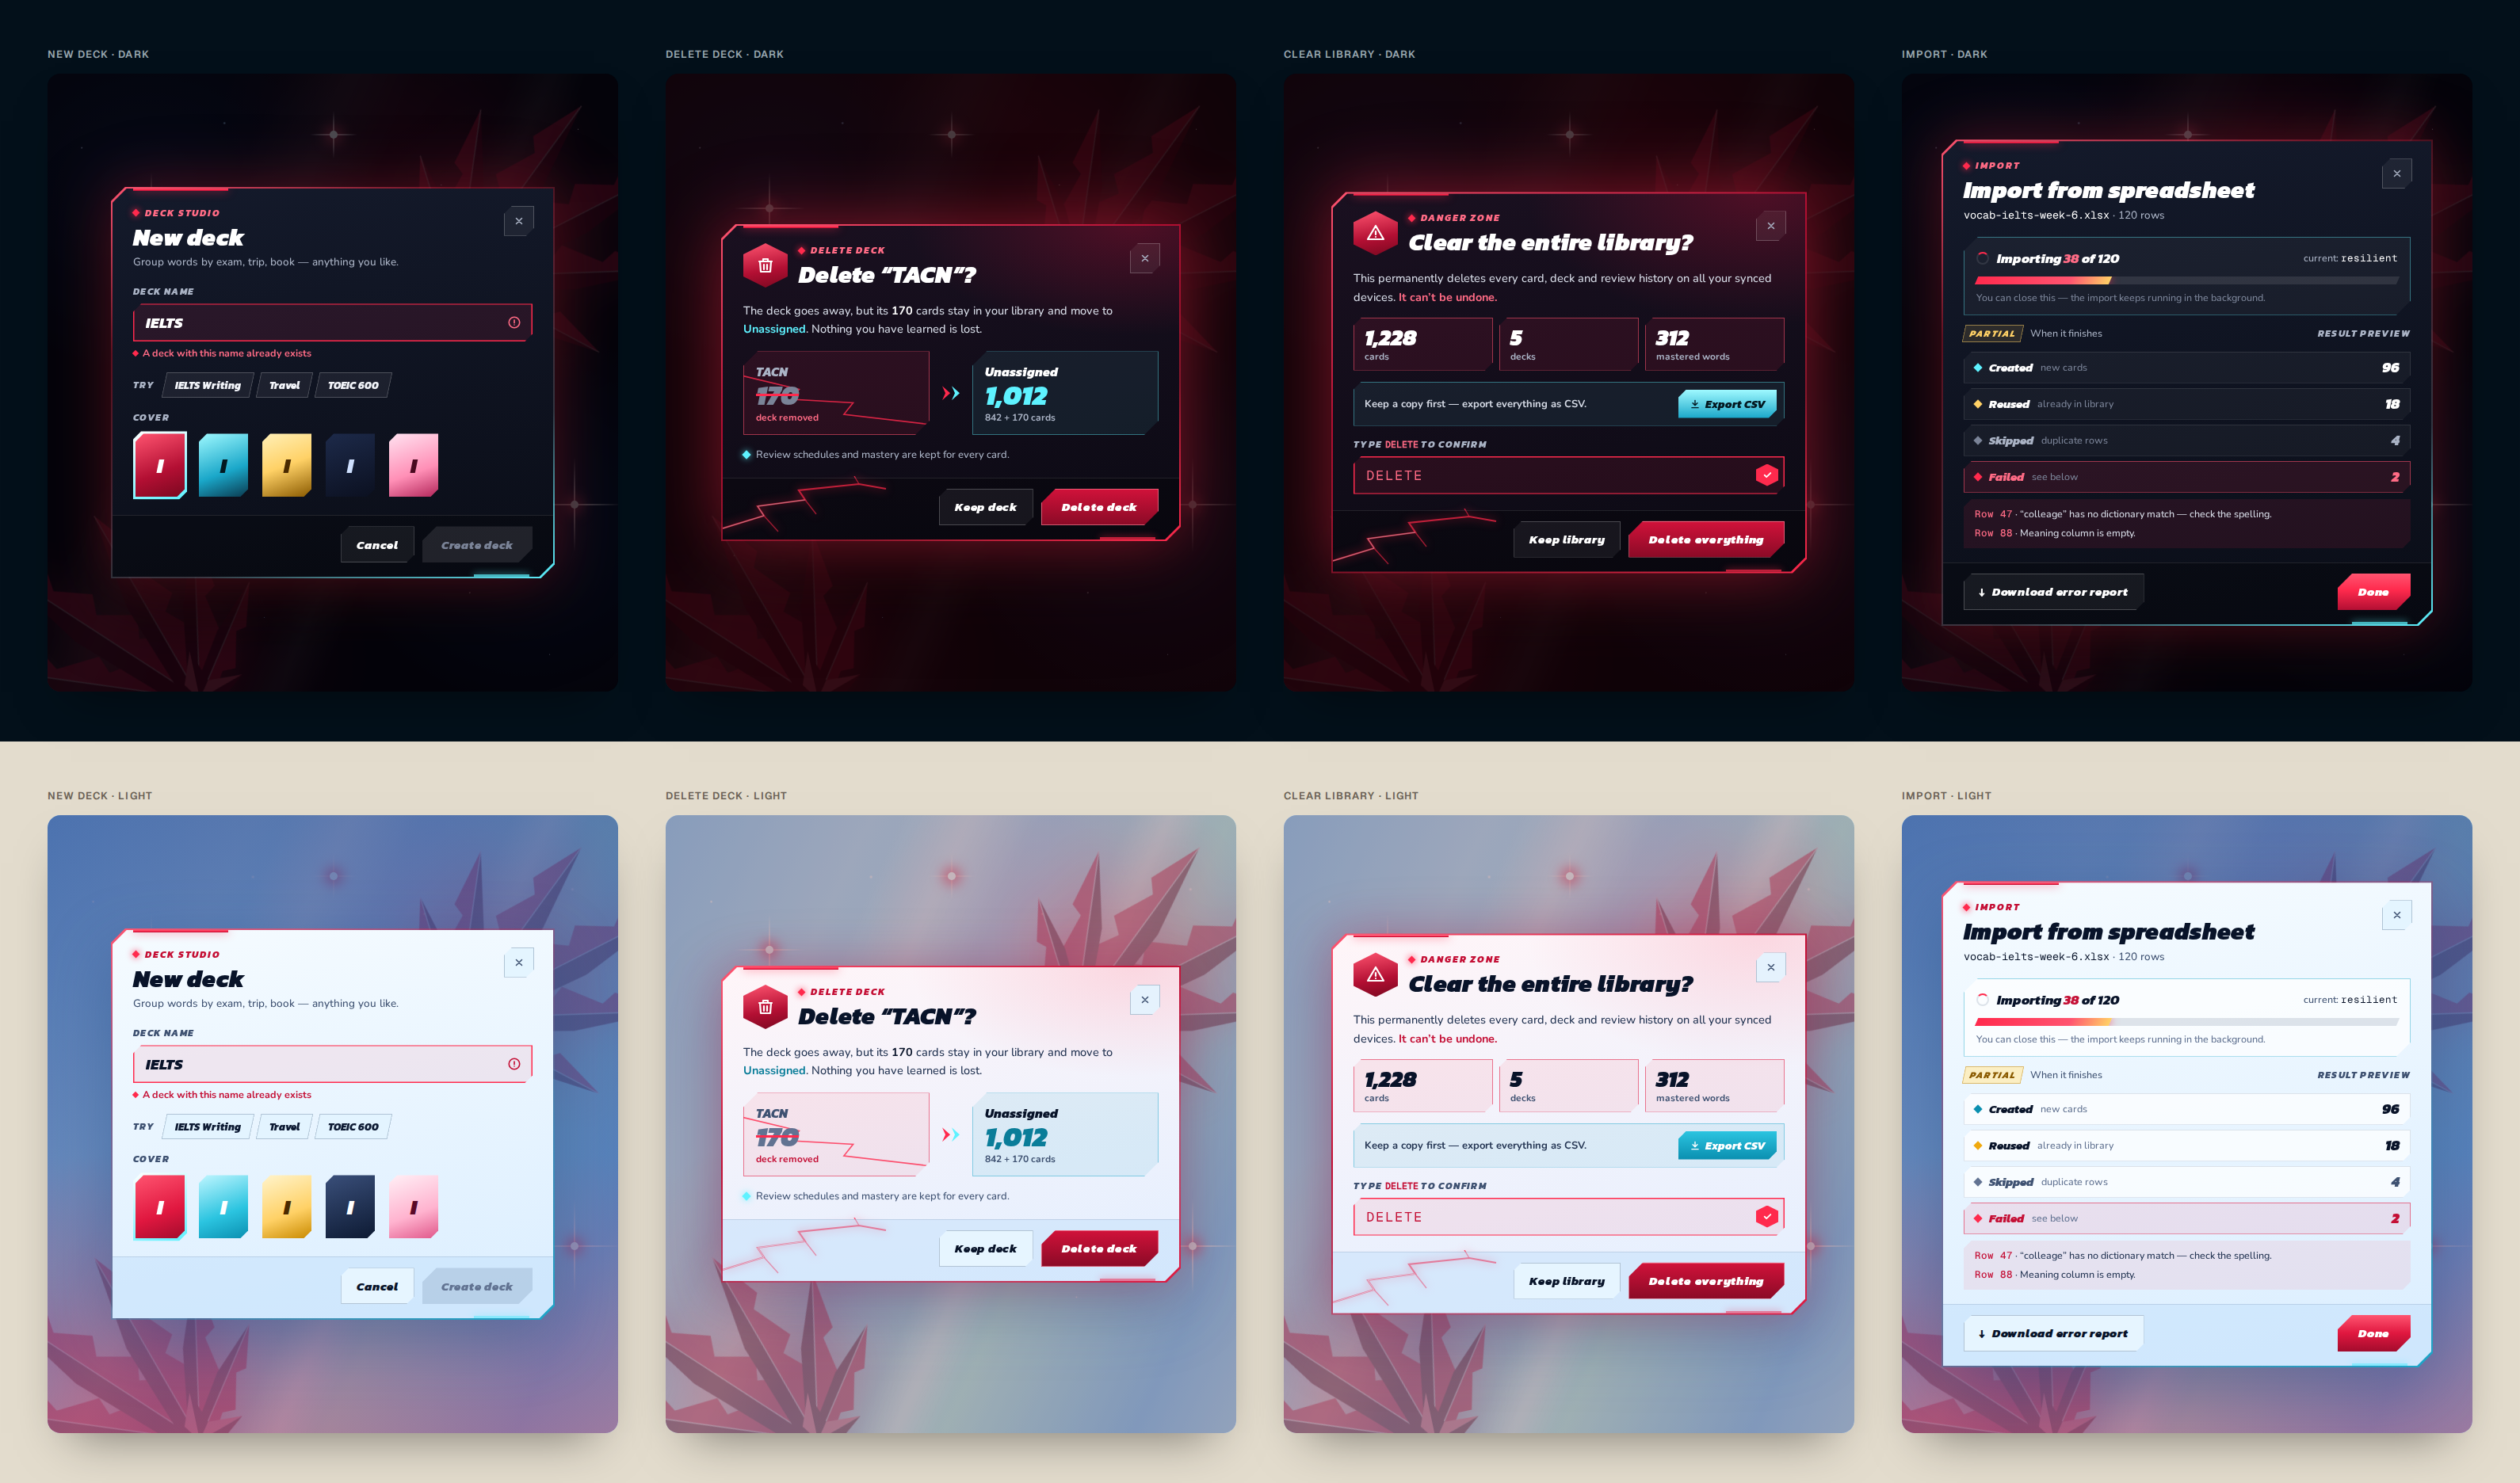 NEW DECK · DARK
DECK STUDIO
New deck
Group words by exam, trip, book — anything you like.
DECK NAME
IELTS
A deck with this name already exists
TRY IELTS Writing Travel TOEIC 600
COVER
I I I I I
Cancel Create deck
DELETE DECK · DARK
DELETE DECK
Delete “TACN”?
The deck goes away, but its 170 cards stay in your library and move to
Unassigned. Nothing you have learned is lost.
TACN
170
deck removed
Unassigned
1,012
842 + 170 cards
Review schedules and mastery are kept for every card.
Keep deck Delete deck
CLEAR LIBRARY · DARK
DANGER ZONE
Clear the entire library?
This permanently deletes every card, deck and review history on all your synced
devices. It can’t be undone.
1,228
cards
5
decks
312
mastered words
Keep a copy first — export everything as CSV. Export CSV
TYPE DELETE TO CONFIRM
DELETE
Keep library Delete everything
IMPORT · DARK
IMPORT
Import from spreadsheet
vocab-ielts-week-6.xlsx · 120 rows
Importing 38 of 120 current: resilient
You can close this — the import keeps running in the background.
PARTIAL When it finishes RESULT PREVIEW
Created new cards 96
Reused already in library 18
Skipped duplicate rows 4
Failed see below 2
Row 47 · “colleage” has no dictionary match — check the spelling.
Row 88 · Meaning column is empty.
Download error report Done
NEW DECK · LIGHT
DECK STUDIO
New deck
Group words by exam, trip, book — anything you like.
DECK NAME
IELTS
A deck with this name already exists
TRY IELTS Writing Travel TOEIC 600
COVER
I I I I I
Cancel Create deck
DELETE DECK · LIGHT
DELETE DECK
Delete “TACN”?
The deck goes away, but its 170 cards stay in your library and move to
Unassigned. Nothing you have learned is lost.
TACN
170
deck removed
Unassigned
1,012
842 + 170 cards
Review schedules and mastery are kept for every card.
Keep deck Delete deck
CLEAR LIBRARY · LIGHT
DANGER ZONE
Clear the entire library?
This permanently deletes every card, deck and review history on all your synced
devices. It can’t be undone.
1,228
cards
5
decks
312
mastered words
Keep a copy first — export everything as CSV. Export CSV
TYPE DELETE TO CONFIRM
DELETE
Keep library Delete everything
IMPORT · LIGHT
IMPORT
Import from spreadsheet
vocab-ielts-week-6.xlsx · 120 rows
Importing 38 of 120 current: resilient
You can close this — the import keeps running in the background.
PARTIAL When it finishes RESULT PREVIEW
Created new cards 96
Reused already in library 18
Skipped duplicate rows 4
Failed see below 2
Row 47 · “colleage” has no dictionary match — check the spelling.
Row 88 · Meaning column is empty.
Download error report Done